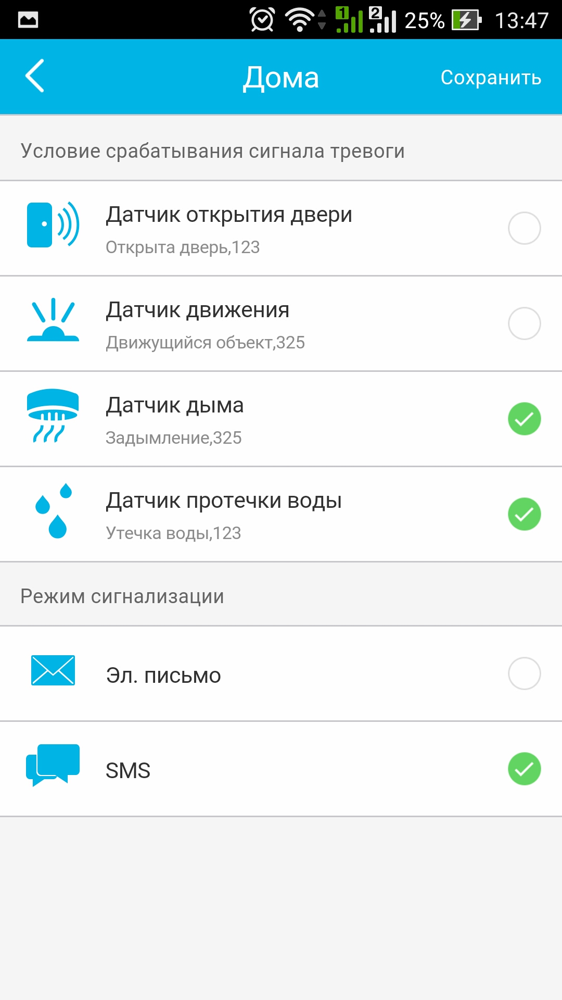 1 2 25% 13:47
Дома Сохранить
Условие срабатывания сигнала тревоги
Датчик открытия двери
Открыта дверь,123
Датчик движения
Движущийся объект,325
Датчик дыма
Задымление,325
Датчик протечки воды
Утечка воды,123
Режим сигнализации
Эл. письмо
SMS